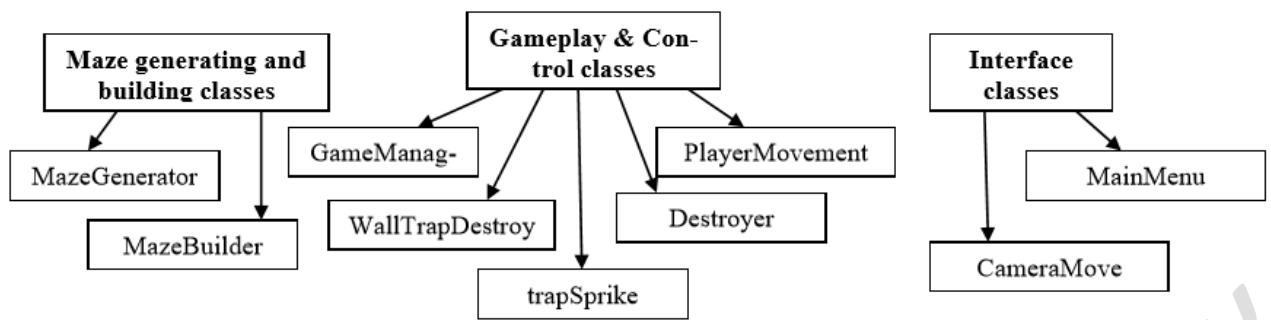 Maze generating and
building classes
MazeGenerator
MazeBuilder
Gameplay & Con-
trol classes
GameManag-
WallTrapDestroy
trapSprike
Destroyer
PlayerMovement
Interface
classes
CameraMove
MainMenu